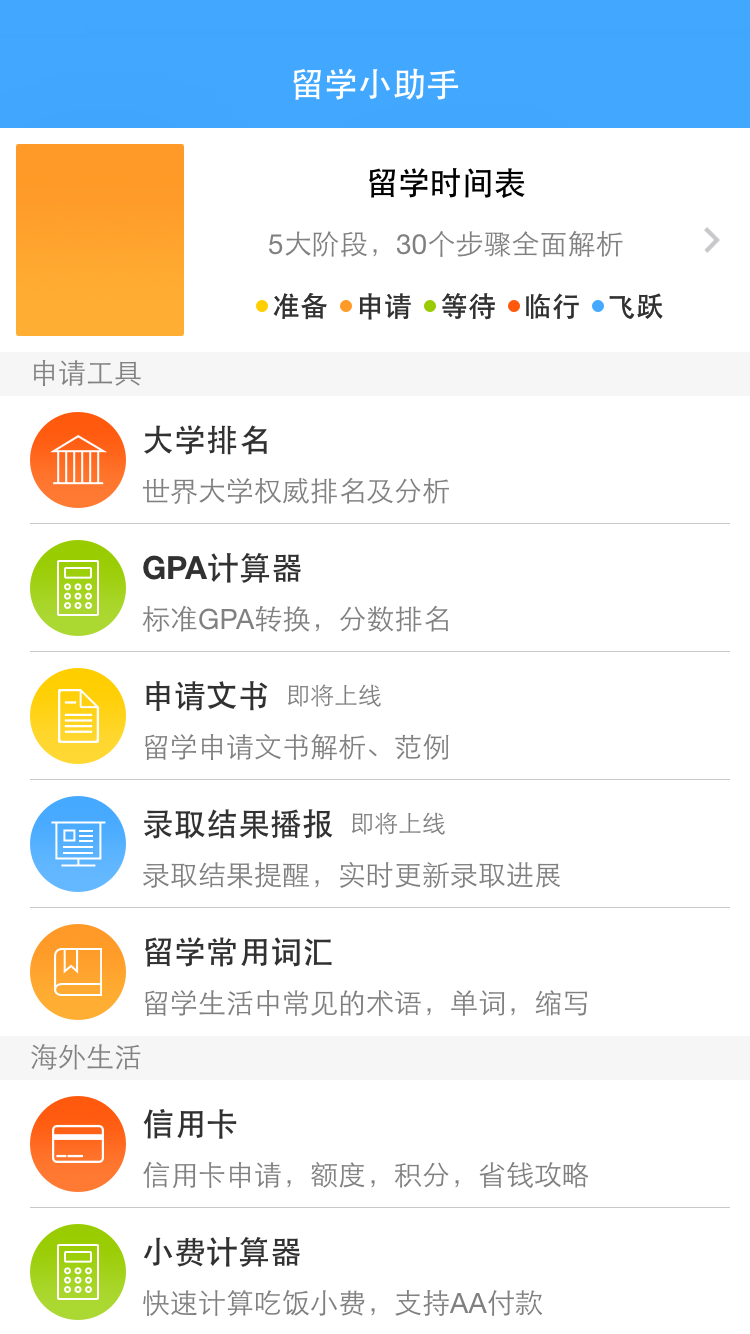 留学小助手
留学时间表
5大阶段，30个步骤全面解析
准备 申请 等待 临行 飞跃
申请工具
大学排名
世界大学权威排名及分析
GPA计算器
标准GPA转换，分数排名
申请文书 即将上线
留学申请文书解析、范例
录取结果播报 即将上线
录取结果提醒，实时更新录取进展
留学常用词汇
留学生活中常见的术语，单词，缩写
海外生活
信用卡
信用卡申请，额度，积分，省钱攻略
小费计算器
快速计算吃饭小费，支持AA付款